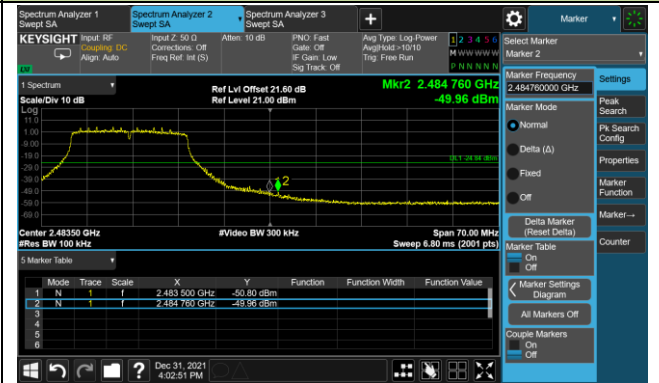 Spectrum Analyzer 1
Swept SA
Spectrum Analyzer 2
Swept SA
Spectrum Analyzer 3
Swept SA
+
Marker
KEYSIGHT
Input: RF
Coupling: DC
Align: Auto
Input Z: 50 Ω
Corrections: Off
Freq Ref: Int (S)
Atten: 10 dB
PNO: Fast
Gate: Off
IF Gain: Low
Sig Track: Off
Avg Type: Log-Power
Avg|Hold:>10/10
Trig: Free Run
1 2 3 4 5 6
M W W W W W
P N N N N N
Select Marker
Marker 2
1 Spectrum
Scale/Div 10 dB
Log
Ref Lvl Offset 21.60 dB
Ref Level 21.00 dBm
Mkr2 2.484 760 GHz
-49.96 dBm
11.0
1.00
-9.00
-19.0
-29.0
-39.0
-49.0
-59.0
-69.0
2
Center 2.48350 GHz
#Res BW 100 kHz
#Video BW 300 kHz
Span 70.00 MHz
Sweep 6.80 ms (2001 pts)
5 Marker Table
Mode Trace Scale X Y Function Function Width Function Value
1 N 1 f 2.483 500 GHz -50.80 dBm
2 N 1 f 2.484 760 GHz -49.96 dBm
3
4
5
6
Marker Frequency
2.484760000 GHz
Marker Mode
Normal
Delta (Δ)
Fixed
Off
Delta Marker
(Reset Delta)
Marker Table
On
Off
Marker Settings
Diagram
All Markers Off
Couple Markers
On
Off
Settings
Peak
Search
Pk Search
Config
Properties
Marker
Function
Marker→
Counter
?
Dec 31, 2021
4:02:51 PM